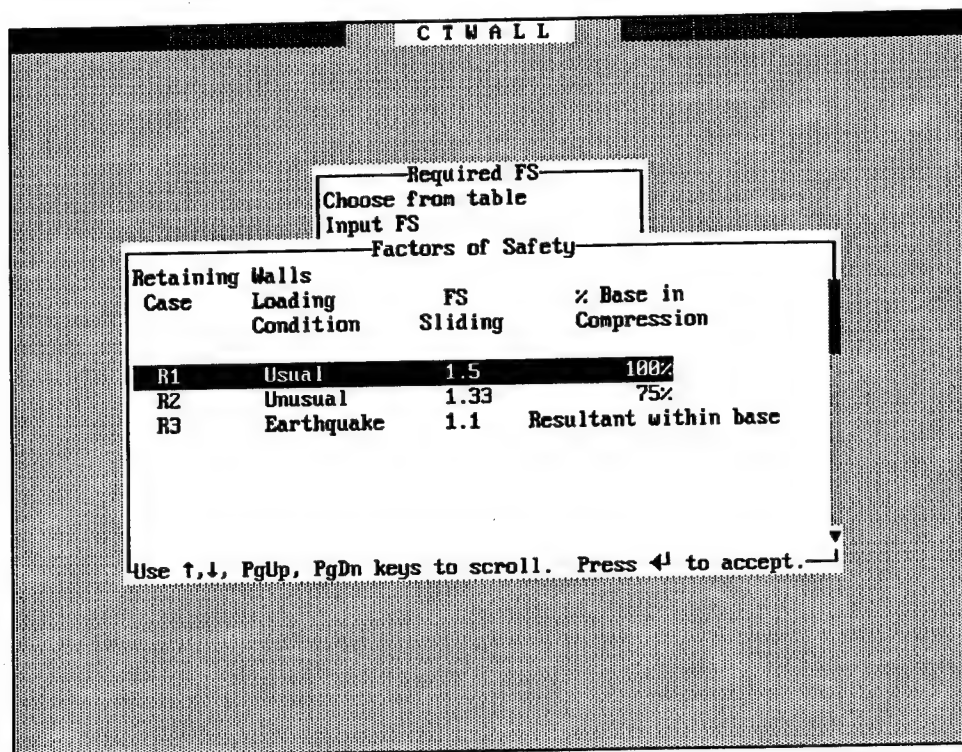 C T W A L L
Required FS
Choose from table
Input FS
Factors of Safety
Retaining Walls
Case Loading Condition FS Sliding % Base in Compression
R1 Usual 1.5 100%
R2 Unusual 1.33 75%
R3 Earthquake 1.1 Resultant within base
Use ↑,↓, PgUp, PgDn keys to scroll. Press ↵ to accept.